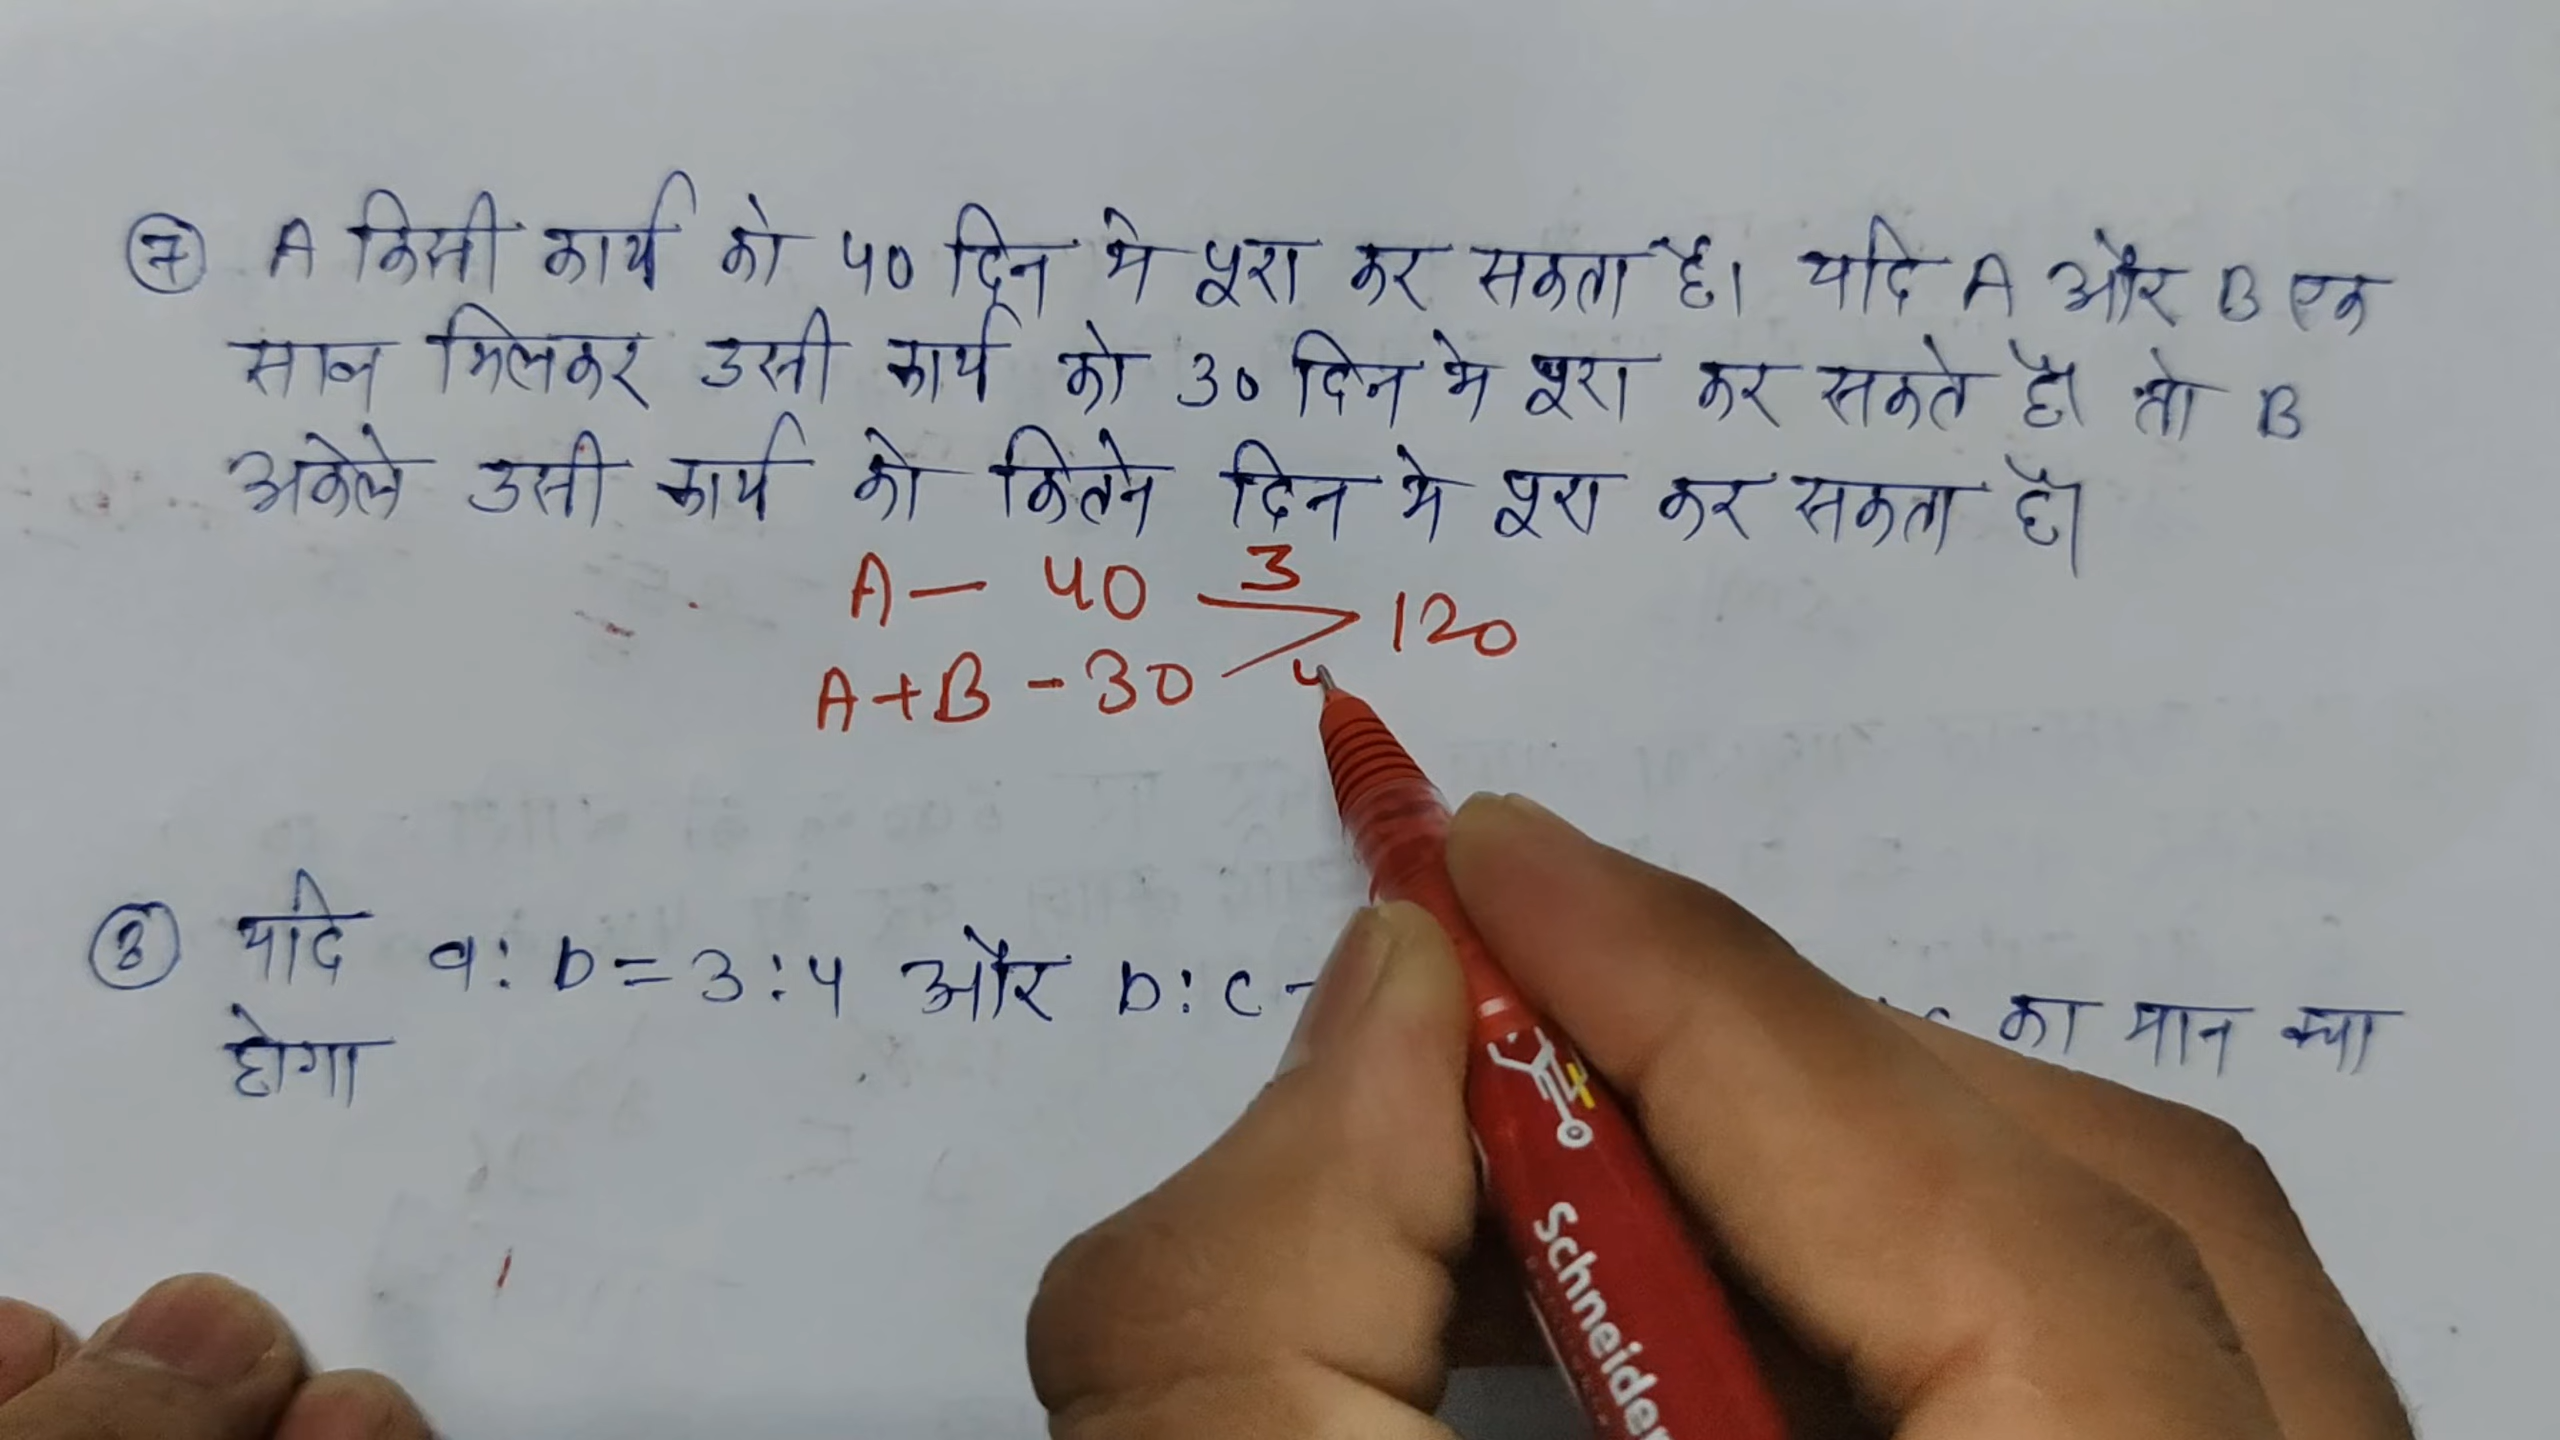 ⑦ A किसी कार्य को 40 दिन मे पूरा कर सकता है। यदि A और B एक
साथ मिलकर उसी कार्य को 30 दिन मे पूरा कर सकते है। तो B
अकेले उसी कार्य को कितने दिन मे पूरा कर सकता है।
A — 40 3 120
A+B - 30 4
⑧ यदि a : b = 3 : 4 और b : c का मान क्या
होगा
Schneider